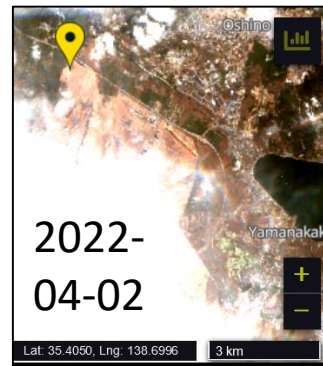 Oshino
Yamanakak
2022-
04-02
+
−
Lat: 35.4050, Lng: 138.6996
3 km